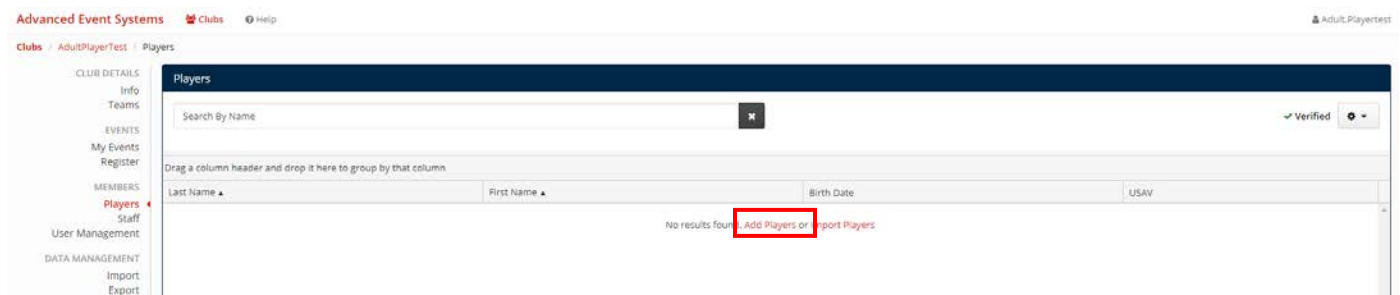 Advanced Event Systems Clubs Help Adult.Playertest
Clubs / AdultPlayerTest / Players
CLUB DETAILS
Info
Teams
EVENTS
My Events
Register
MEMBERS
Players
Staff
User Management
DATA MANAGEMENT
Import
Export
Players
Search By Name
Verified
Drag a column header and drop it here to group by that column
Last Name First Name Birth Date USAV
No results found. Add Players or Import Players